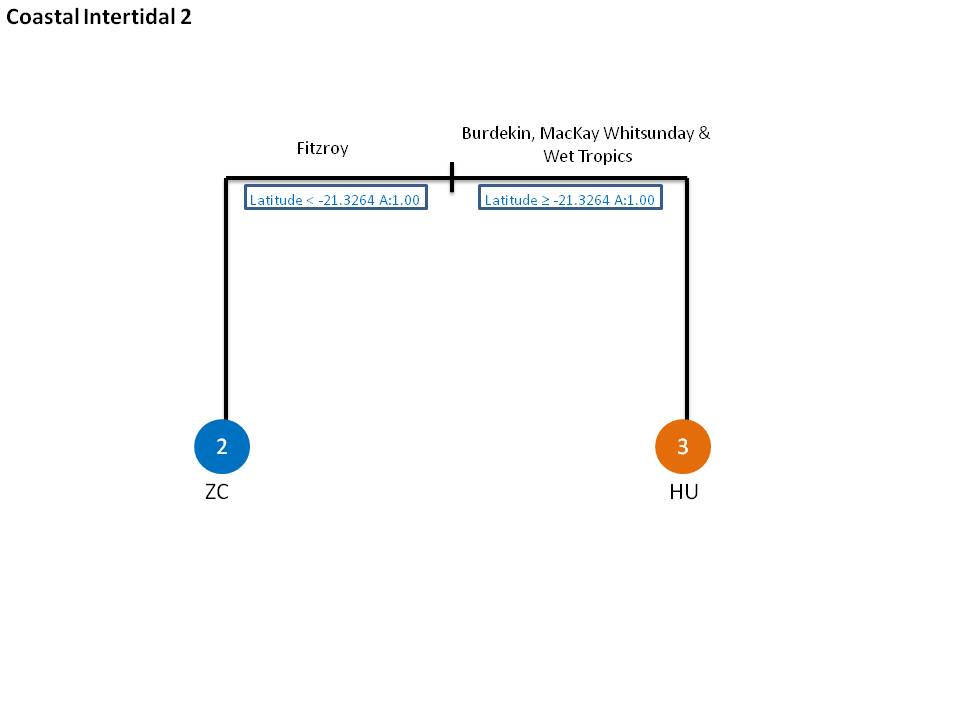 Coastal Intertidal 2
Fitzroy
Burdekin, MacKay Whitsunday &
Wet Tropics
Latitude < -21.3264 A:1.00
Latitude ≥ -21.3264 A:1.00
2
3
ZC
HU